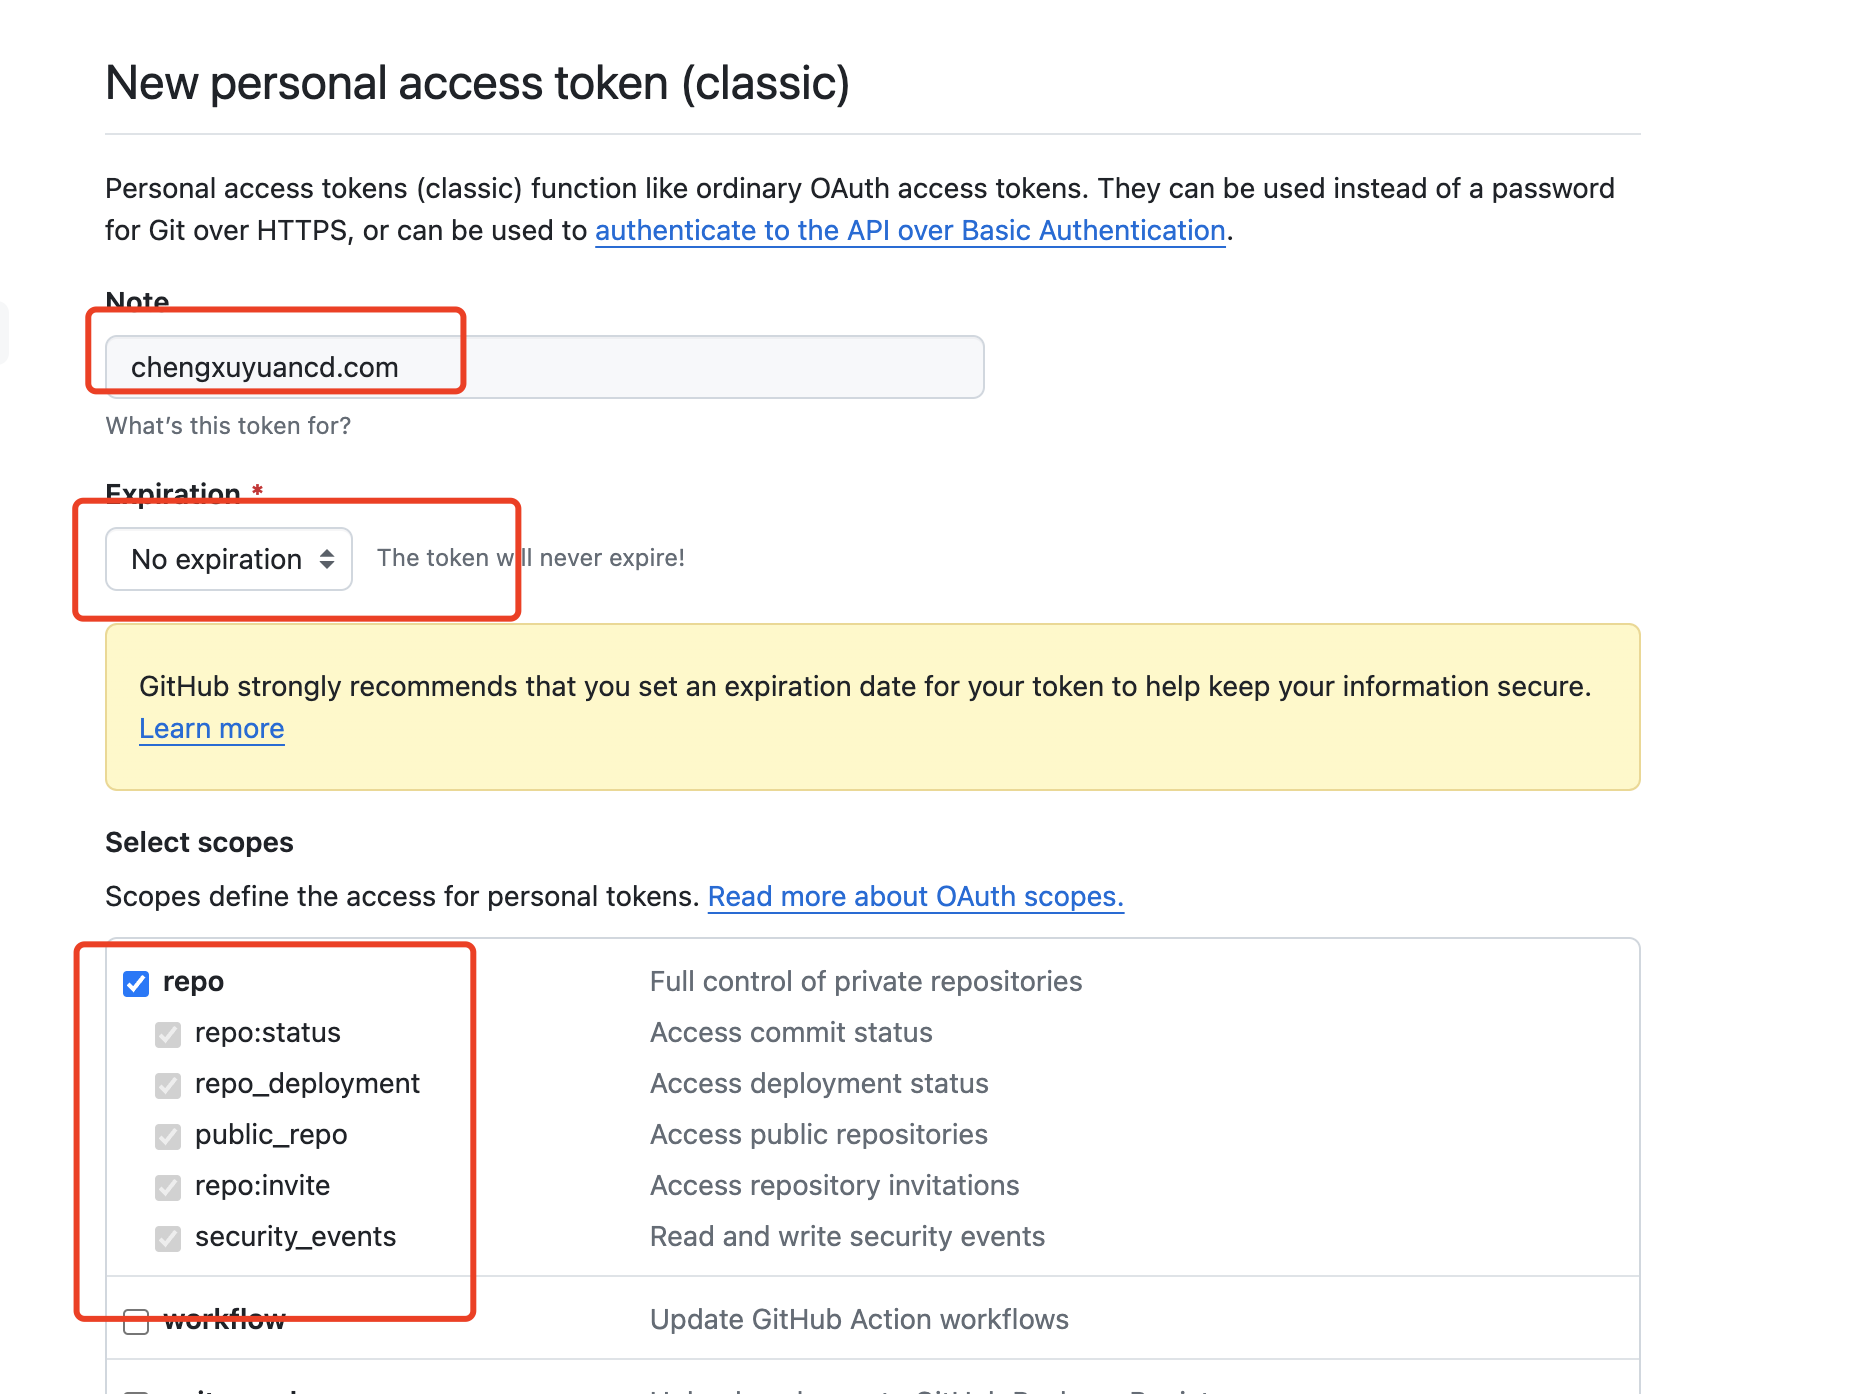 New personal access token (classic)
Personal access tokens (classic) function like ordinary OAuth access tokens. They can be used instead of a password
for Git over HTTPS, or can be used to authenticate to the API over Basic Authentication.
Note
chengxuyuancd.com
What's this token for?
Expiration *
No expiration The token will never expire!
GitHub strongly recommends that you set an expiration date for your token to help keep your information secure.
Learn more
Select scopes
Scopes define the access for personal tokens. Read more about OAuth scopes.
repo Full control of private repositories
repo:status Access commit status
repo_deployment Access deployment status
public_repo Access public repositories
repo:invite Access repository invitations
security_events Read and write security events
workflow Update GitHub Action workflows